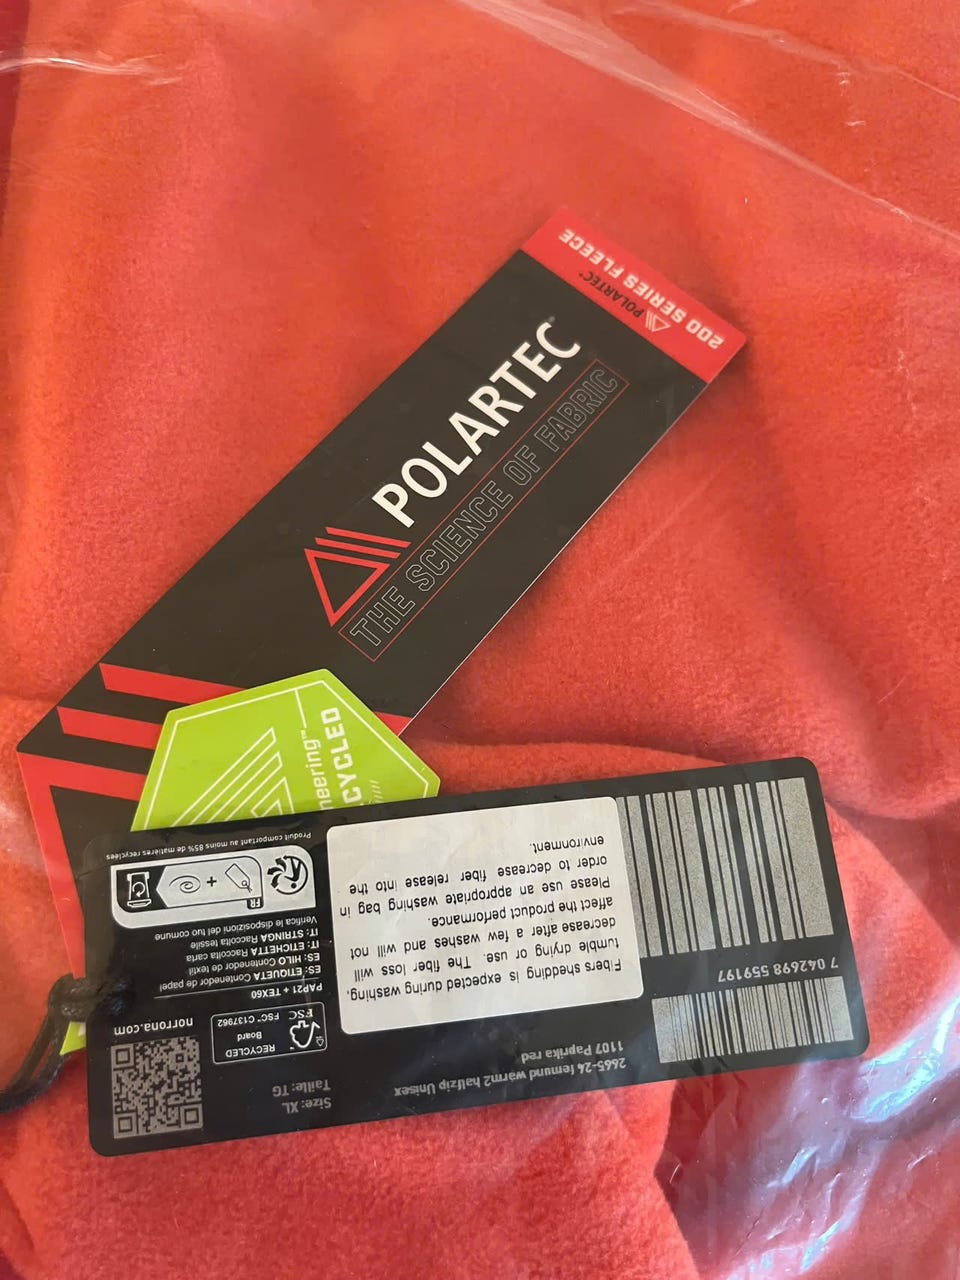 200 SERIES FLEECE
POLARTEC®
POLARTEC®
THE SCIENCE OF FABRIC
CYCLED
7 042698 559197
2665-24 femund warm2 halfzip Unisex
1107 Paprika red
Size: XL
Taille: TG
Fibers shedding is expected during washing,
tumble drying or use. The fiber loss will
decrease after a few washes and will not
affect the product performance.
Please use an appropriate washing bag in
order to decrease fiber release into the
environment.
FSC
RECYCLED
Board
FSC® C137962
norrona.com
PAP21 + TEX60
ES: ETIQUETA Contenedor de papel
ES: HILO Contenedor de textil
IT: ETICHETTA Raccolta carta
IT: STRINGA Raccolta tessile
Verifica le disposizioni del tuo comune
FR
+
Produit comportant au moins 85% de matières recyclées